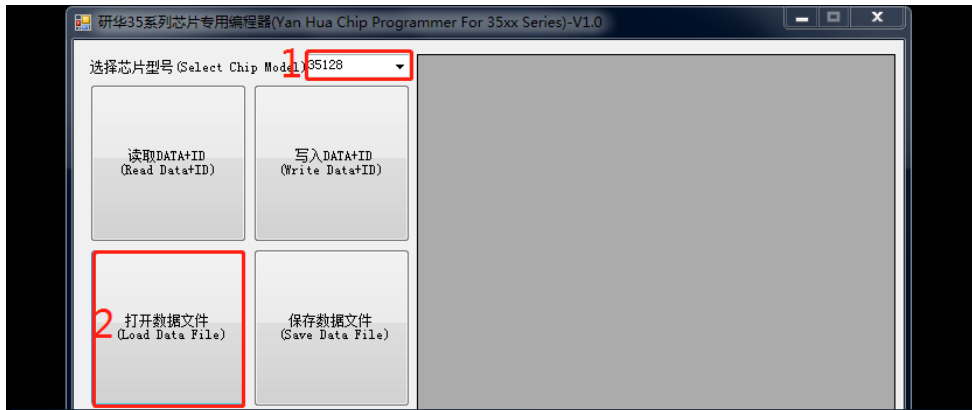 研华35系列芯片专用编程器(Yan Hua Chip Programmer For 35xx Series)-V1.0
选择芯片型号(Select Chip Model)
1
35128
读取DATA+ID
(Read Data+ID)
写入DATA+ID
(Write Data+ID)
2
打开数据文件
(Load Data File)
保存数据文件
(Save Data File)